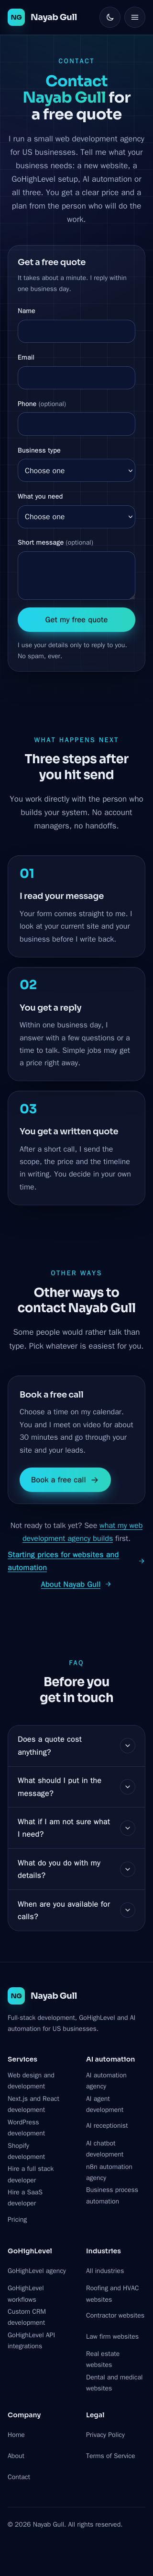 NG Nayab Gull
CONTACT
Contact
Nayab Gull for
a free quote
I run a small web development agency
for US businesses. Tell me what your
business needs: a new website, a
GoHighLevel setup, AI automation or
all three. You get a clear price and a
plan from the person who will do the
work.
Get a free quote
It takes about a minute. I reply within
one business day.
Name
Email
Phone (optional)
Business type
Choose one
What you need
Choose one
Short message (optional)
Get my free quote
I use your details only to reply to you.
No spam, ever.
WHAT HAPPENS NEXT
Three steps after
you hit send
You work directly with the person who
builds your system. No account
managers, no handoffs.
01
I read your message
Your form comes straight to me. I
look at your current site and your
business before I write back.
02
You get a reply
Within one business day, I
answer with a few questions or a
time to talk. Simple jobs may get
a price right away.
03
You get a written quote
After a short call, I send the
scope, the price and the timeline
in writing. You decide in your own
time.
OTHER WAYS
Other ways to
contact Nayab Gull
Some people would rather talk than
type. Pick whatever is easiest for you.
Book a free call
Choose a time on my calendar.
You and I meet on video for about
30 minutes and go through your
site and your leads.
Book a free call →
Not ready to talk yet? See what my web
development agency builds first.
Starting prices for websites and
automation →
About Nayab Gull →
FAQ
Before you
get in touch
Does a quote cost
anything?
What should I put in the
message?
What if I am not sure what
I need?
What do you do with my
details?
When are you available for
calls?
NG Nayab Gull
Full-stack development, GoHighLevel and AI
automation for US businesses.
Services
Web design and
development
Next.js and React
development
WordPress
development
Shopify
development
Hire a full stack
developer
Hire a SaaS
developer
Pricing
AI automation
AI automation
agency
AI agent
development
AI receptionist
AI chatbot
development
n8n automation
agency
Business process
automation
GoHighLevel
GoHighLevel agency
GoHighLevel
workflows
Custom CRM
development
GoHighLevel API
integrations
Industries
All industries
Roofing and HVAC
websites
Contractor websites
Law firm websites
Real estate
websites
Dental and medical
websites
Company
Home
About
Contact
Legal
Privacy Policy
Terms of Service
© 2026 Nayab Gull. All rights reserved.